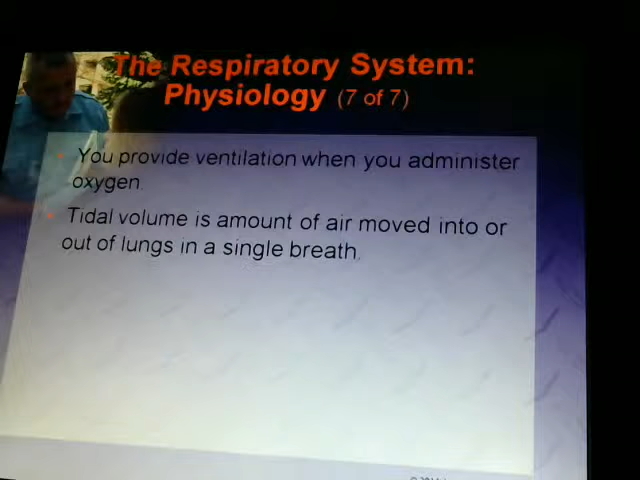 The Respiratory System:
Physiology (7 of 7)
You provide ventilation when you administer
oxygen.
Tidal volume is amount of air moved into or
out of lungs in a single breath.